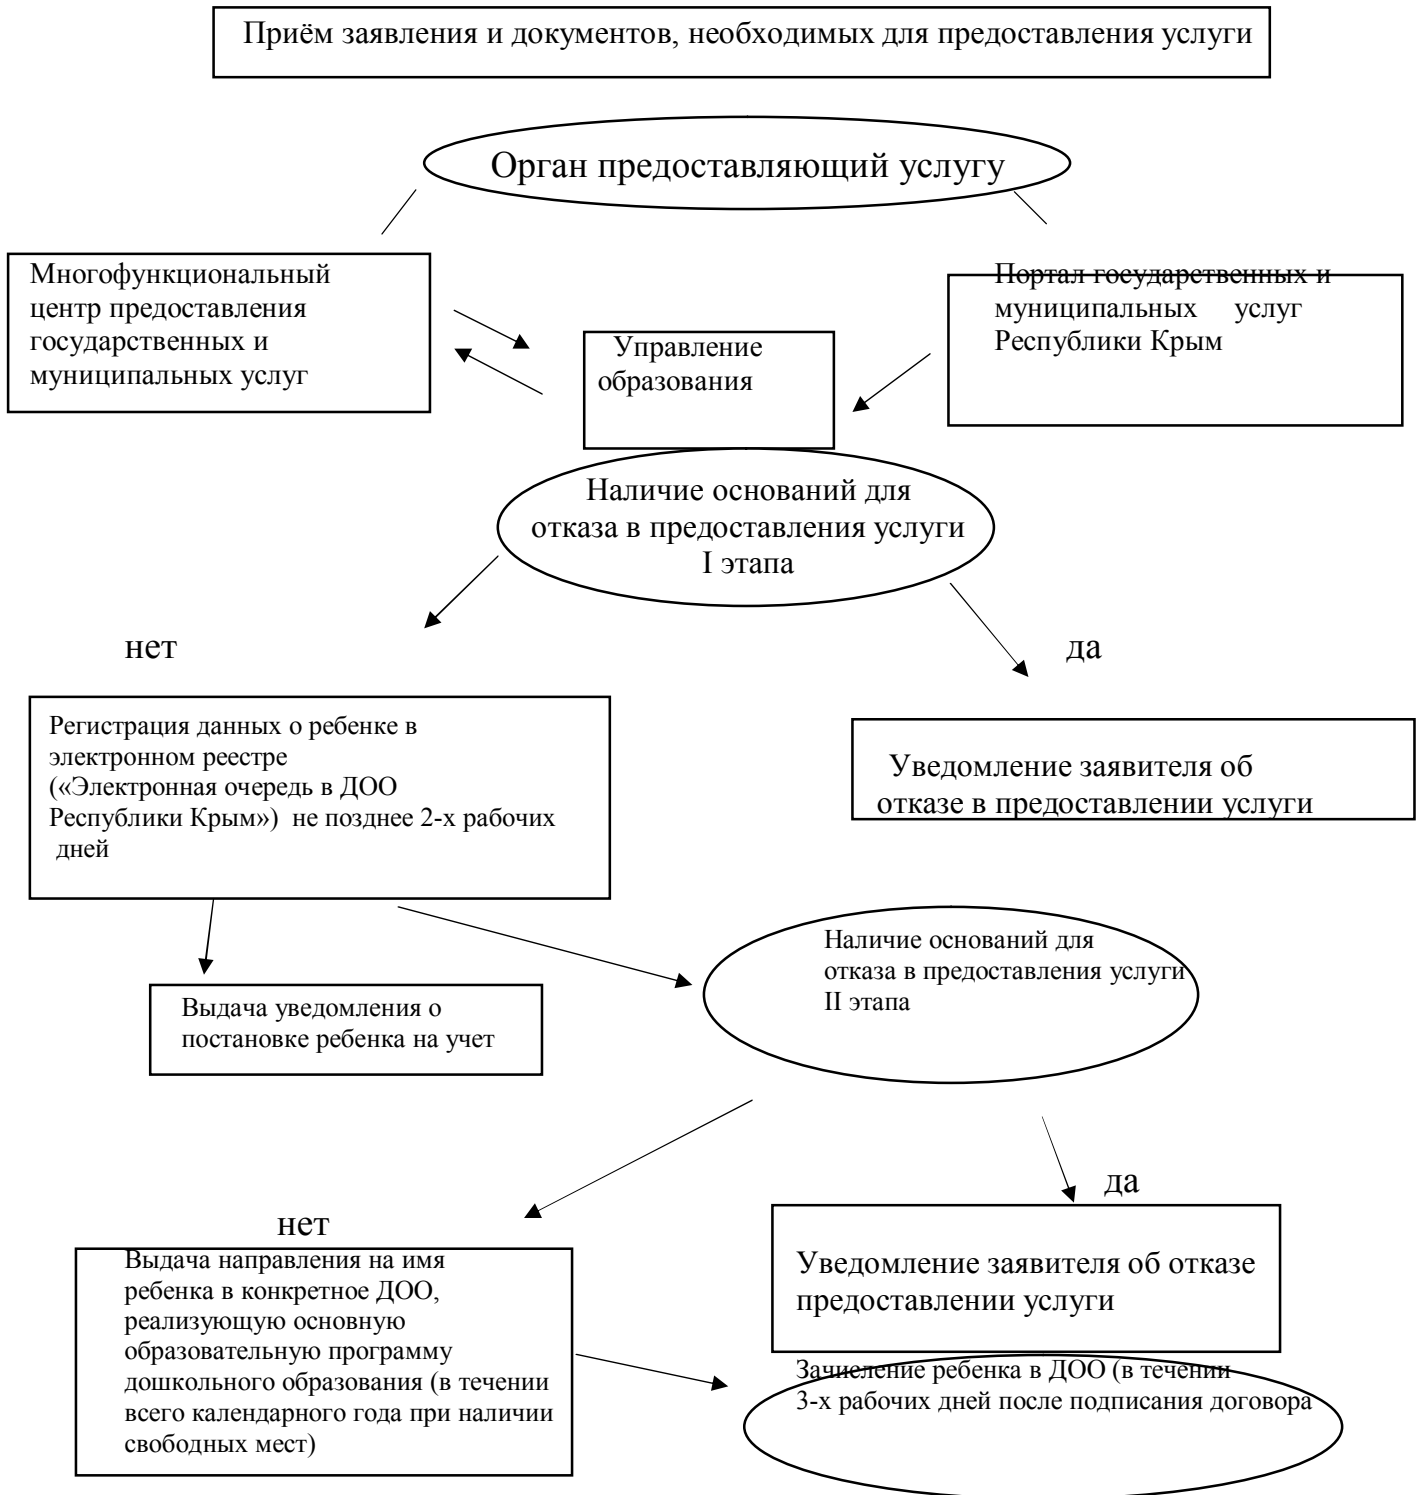 Приём заявления и документов, необходимых для предоставления услуги
Орган предоставляющий услугу
Многофункциональный
центр предоставления
государственных и
муниципальных услуг
Управление
образования
Портал государственных и
муниципальных услуг
Республики Крым
Наличие оснований для
отказа в предоставления услуги
I этапа
нет
да
Регистрация данных о ребенке в
электронном реестре
(«Электронная очередь в ДОО
Республики Крым») не позднее 2-х рабочих
дней
Уведомление заявителя об
отказе в предоставлении услуги
Наличие оснований для
отказа в предоставления услуги
II этапа
Выдача уведомления о
постановке ребенка на учет
да
нет
Выдача направления на имя
ребенка в конкретное ДОО,
реализующую основную
образовательную программу
дошкольного образования (в течении
всего календарного года при наличии
свободных мест)
Уведомление заявителя об отказе
предоставлении услуги
Зачисление ребенка в ДОО (в течении
3-х рабочих дней после подписания договора